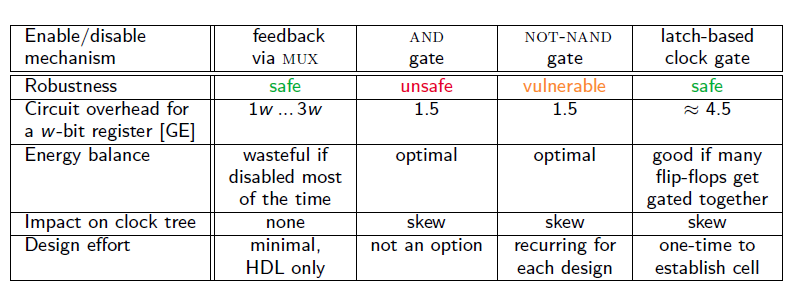 Enable/disable feedback AND NOT-NAND latch-based
mechanism via MUX gate gate clock gate
Robustness safe unsafe vulnerable safe
Circuit overhead for 1w ... 3w 1.5 1.5 ≈ 4.5
a w-bit register [GE]
Energy balance wasteful if optimal optimal good if many
disabled most flip-flops get
of the time gated together
Impact on clock tree none skew skew skew
Design effort minimal, not an option recurring for one-time to
HDL only each design establish cell